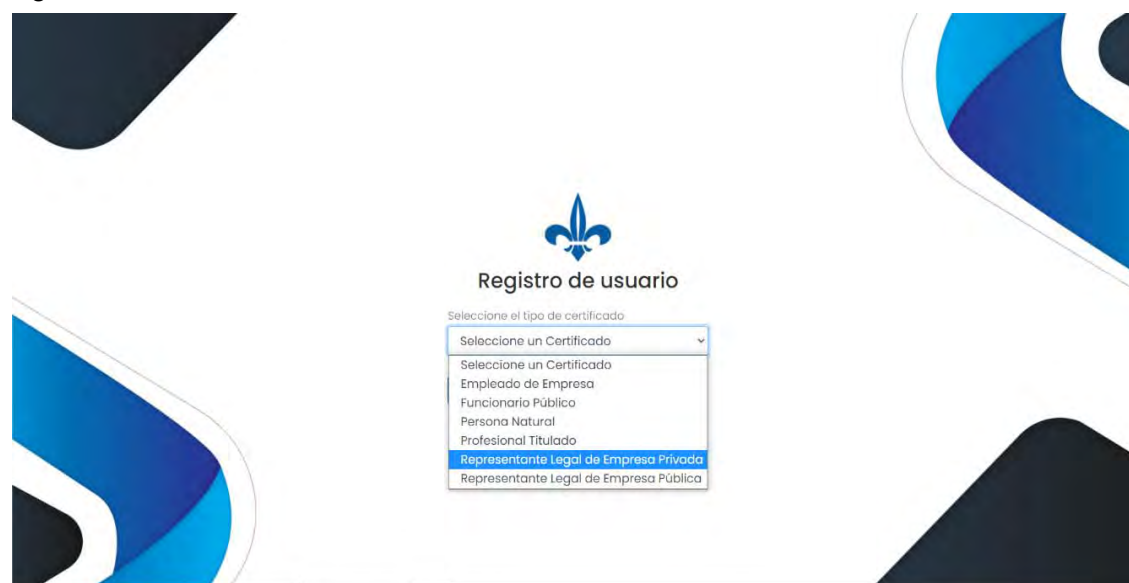 Registro de usuario
Seleccione el tipo de certificado
Seleccione un Certificado
Seleccione un Certificado
Empleado de Empresa
Funcionario Público
Persona Natural
Profesional Titulado
Representante Legal de Empresa Privada
Representante Legal de Empresa Pública